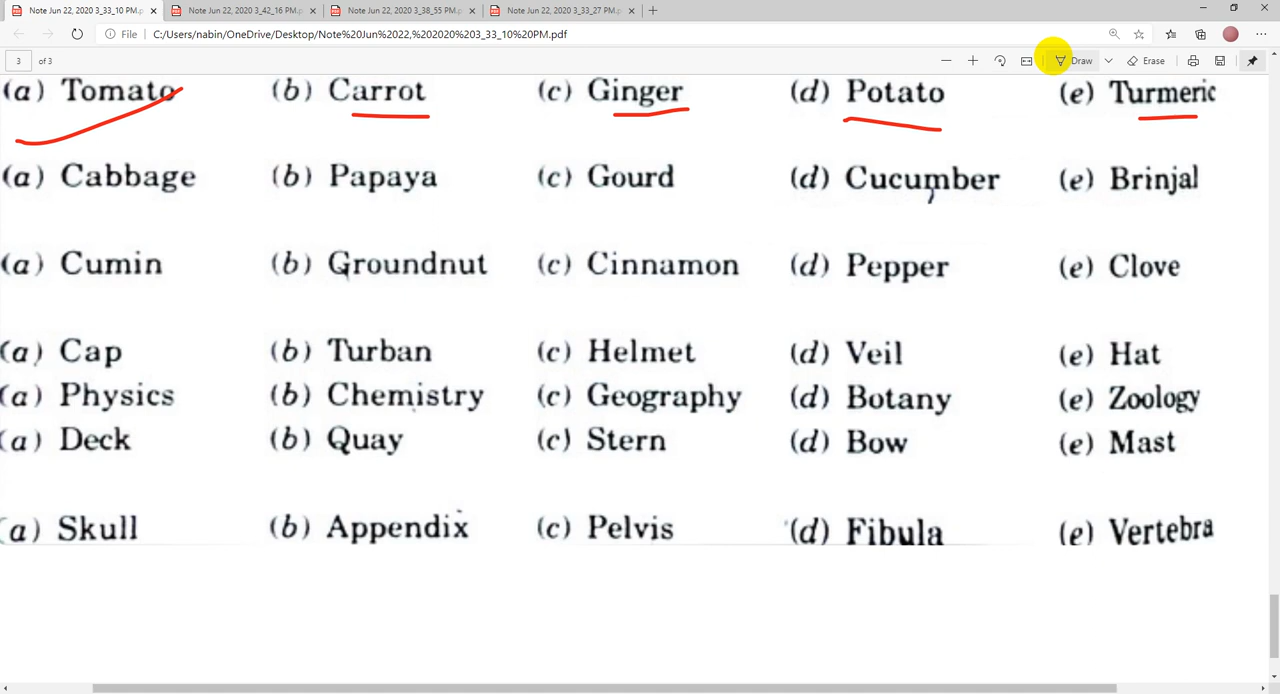 Note Jun 22, 2020 3_33_10 PM.p Note Jun 22, 2020 3_42_16 PM.p Note Jun 22, 2020 3_38_55 PM.p Note Jun 22, 2020 3_33_27 PM.p
File C:/Users/nabin/OneDrive/Desktop/Note%20Jun%2022,%202020%203_33_10%20PM.pdf
3 of 3 Draw Erase
(a) Tomato (b) Carrot (c) Ginger (d) Potato (e) Turmeric
(a) Cabbage (b) Papaya (c) Gourd (d) Cucumber (e) Brinjal
(a) Cumin (b) Groundnut (c) Cinnamon (d) Pepper (e) Clove
(a) Cap (b) Turban (c) Helmet (d) Veil (e) Hat
(a) Physics (b) Chemistry (c) Geography (d) Botany (e) Zoology
(a) Deck (b) Quay (c) Stern (d) Bow (e) Mast
(a) Skull (b) Appendix (c) Pelvis (d) Fibula (e) Vertebra